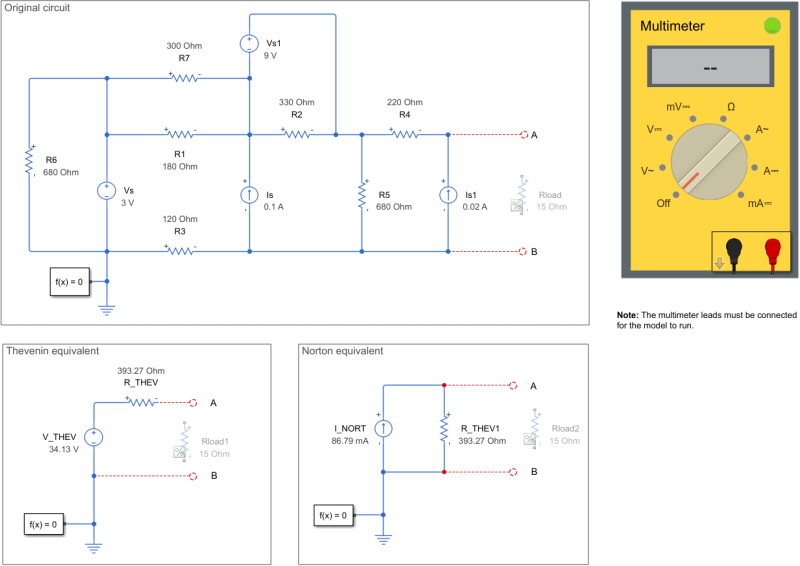 Original circuit
300 Ohm
R7
Vs1
9 V
330 Ohm
R2
220 Ohm
R4
A
R6
680 Ohm
R1
180 Ohm
Vs
3 V
Is
0.1 A
R5
680 Ohm
Is1
0.02 A
Rload
15 Ohm
120 Ohm
R3
B
f(x) = 0
Multimeter
--
mV
Ω
V
A~
V~
A
Off
mA
Note: The multimeter leads must be connected
for the model to run.
Thevenin equivalent
393.27 Ohm
R_THEV
A
V_THEV
34.13 V
Rload1
15 Ohm
B
f(x) = 0
Norton equivalent
A
I_NORT
86.79 mA
R_THEV1
393.27 Ohm
Rload2
15 Ohm
B
f(x) = 0